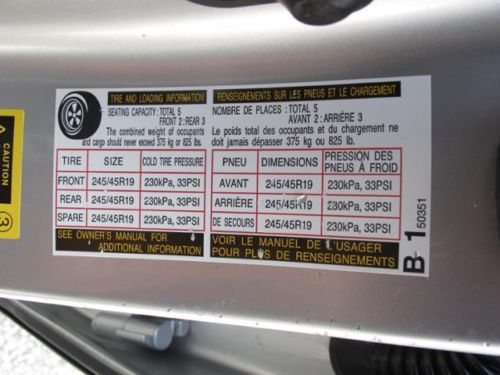 TIRE AND LOADING INFORMATION
SEATING CAPACITY: TOTAL 5
FRONT 2: REAR 3
The combined weight of occupants
and cargo should never exceed 375 kg or 825 lbs.
RENSEIGNEMENTS SUR LES PNEUS ET LE CHARGEMENT
NOMBRE DE PLACES : TOTAL 5
AVANT 2: ARRIÈRE 3
Le poids total des occupants et du chargement ne
doit jamais dépasser 375 kg ou 825 lb.
TIRE SIZE COLD TIRE PRESSURE
FRONT 245/45R19 230kPa, 33PSI
REAR 245/45R19 230kPa, 33PSI
SPARE 245/45R19 230kPa, 33PSI
SEE OWNER'S MANUAL FOR
ADDITIONAL INFORMATION
PNEU DIMENSIONS PRESSION DES
PNEUS À FROID
AVANT 245/45R19 230kPa, 33PSI
ARRIÈRE 245/45R19 230kPa, 33PSI
DE SECOURS 245/45R19 230kPa, 33PSI
VOIR LE MANUEL DE L'USAGER
POUR PLUS DE RENSEIGNEMENTS
B 1 50351
CAUTION
3